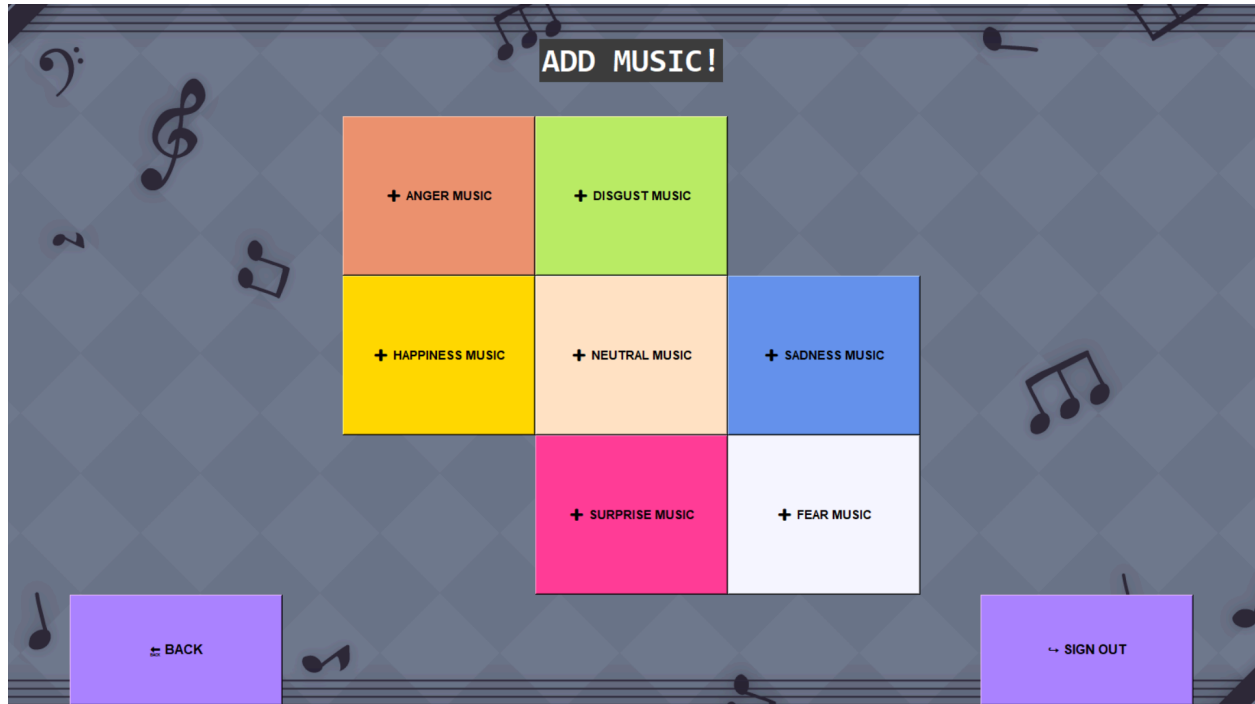 ADD MUSIC!
+ ANGER MUSIC
+ DISGUST MUSIC
+ HAPPINESS MUSIC
+ NEUTRAL MUSIC
+ SADNESS MUSIC
+ SURPRISE MUSIC
+ FEAR MUSIC
BACK
↪ SIGN OUT